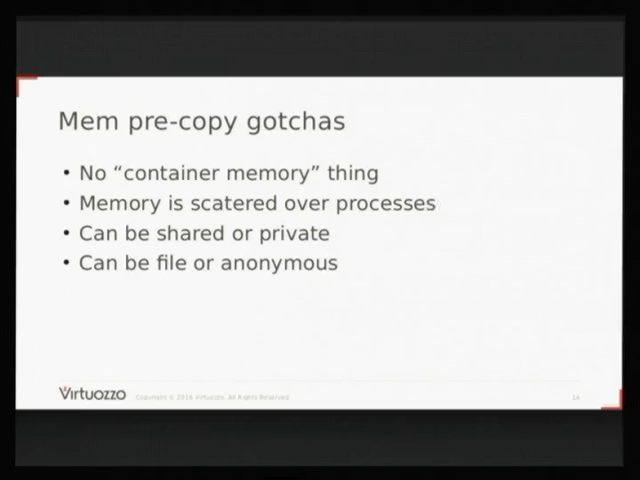 Mem pre-copy gotchas
• No “container memory” thing
• Memory is scatered over processes
• Can be shared or private
• Can be file or anonymous
Virtuozzo Copyright © 2016 Virtuozzo. All Rights Reserved.